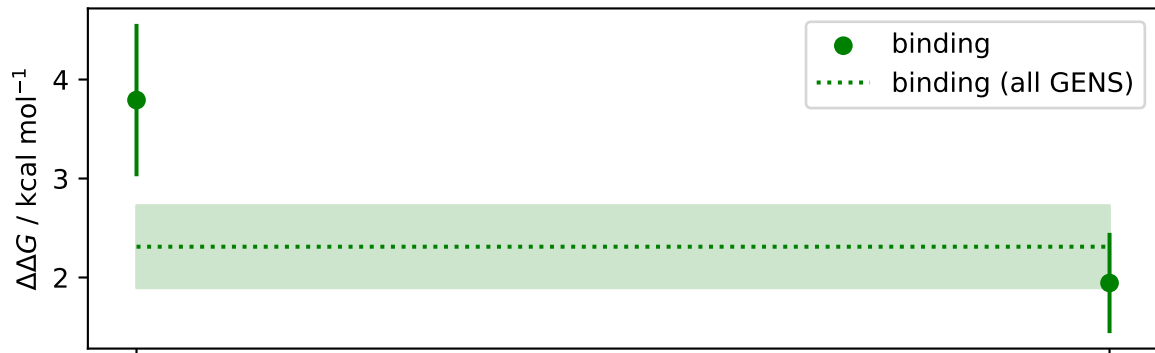 ΔΔG / kcal mol⁻¹
4
3
2
binding
binding (all GENS)